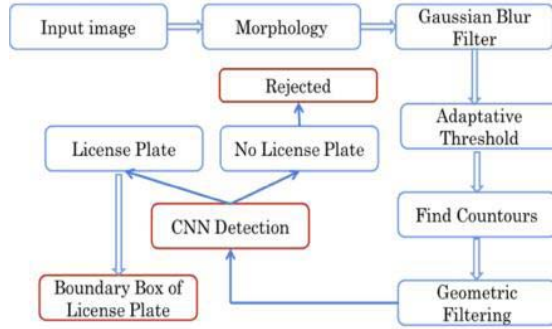 Input image
Morphology
Gaussian Blur
Filter
Rejected
Adaptative
Threshold
License Plate
No License Plate
CNN Detection
Find Countours
Boundary Box of
License Plate
Geometric
Filtering